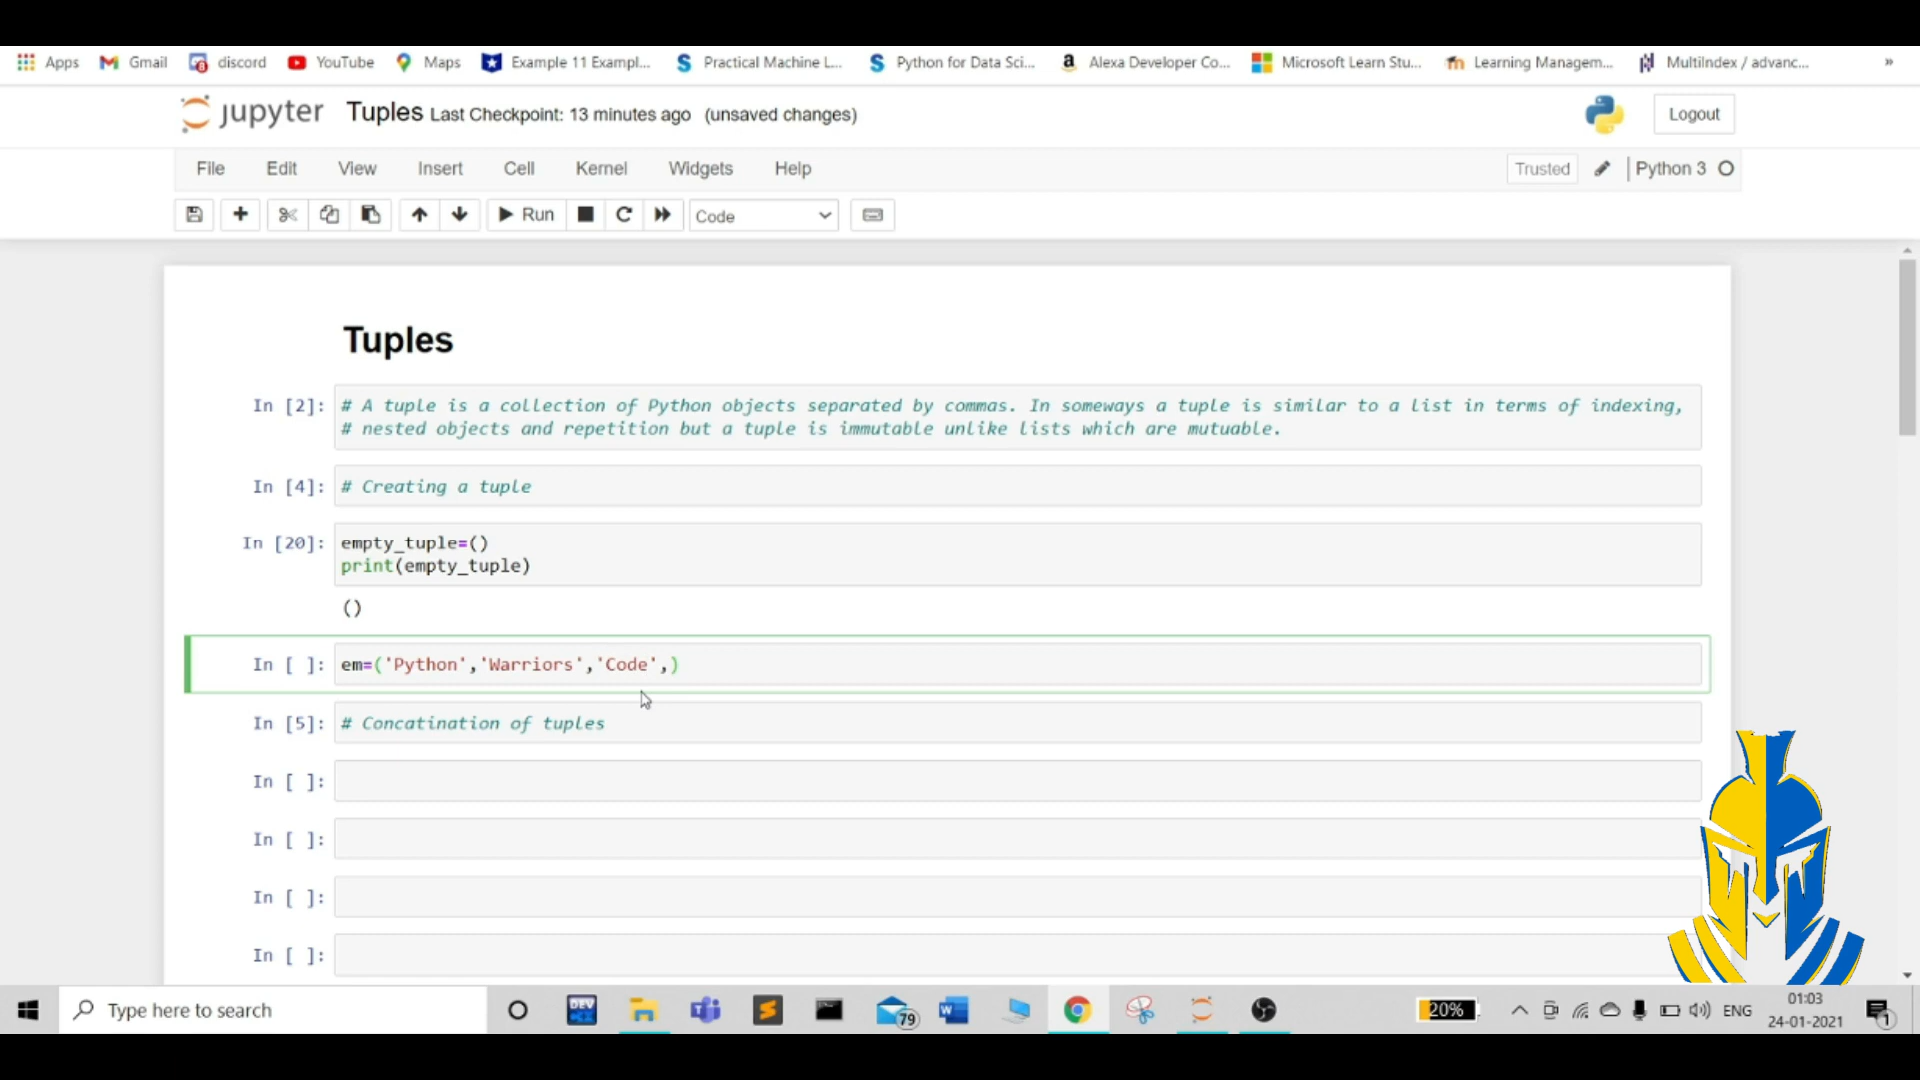 Apps Gmail discord YouTube Maps Example 11 Exampl... Practical Machine L... Python for Data Sci... Alexa Developer Co... Microsoft Learn Stu... Learning Managem... MultiIndex / advanc... »
jupyter Tuples Last Checkpoint: 13 minutes ago (unsaved changes) Logout
File Edit View Insert Cell Kernel Widgets Help Trusted Python 3
Run Code
Tuples
In [2]: # A tuple is a collection of Python objects separated by commas. In someways a tuple is similar to a list in terms of indexing,
# nested objects and repetition but a tuple is immutable unlike lists which are mutuable.
In [4]: # Creating a tuple
In [20]: empty_tuple=()
print(empty_tuple)
()
In [ ]: em=('Python','Warriors','Code',)
In [5]: # Concatination of tuples
In [ ]:
In [ ]:
In [ ]:
In [ ]:
Type here to search DEV 79 20% ENG 01:03
24-01-2021 1